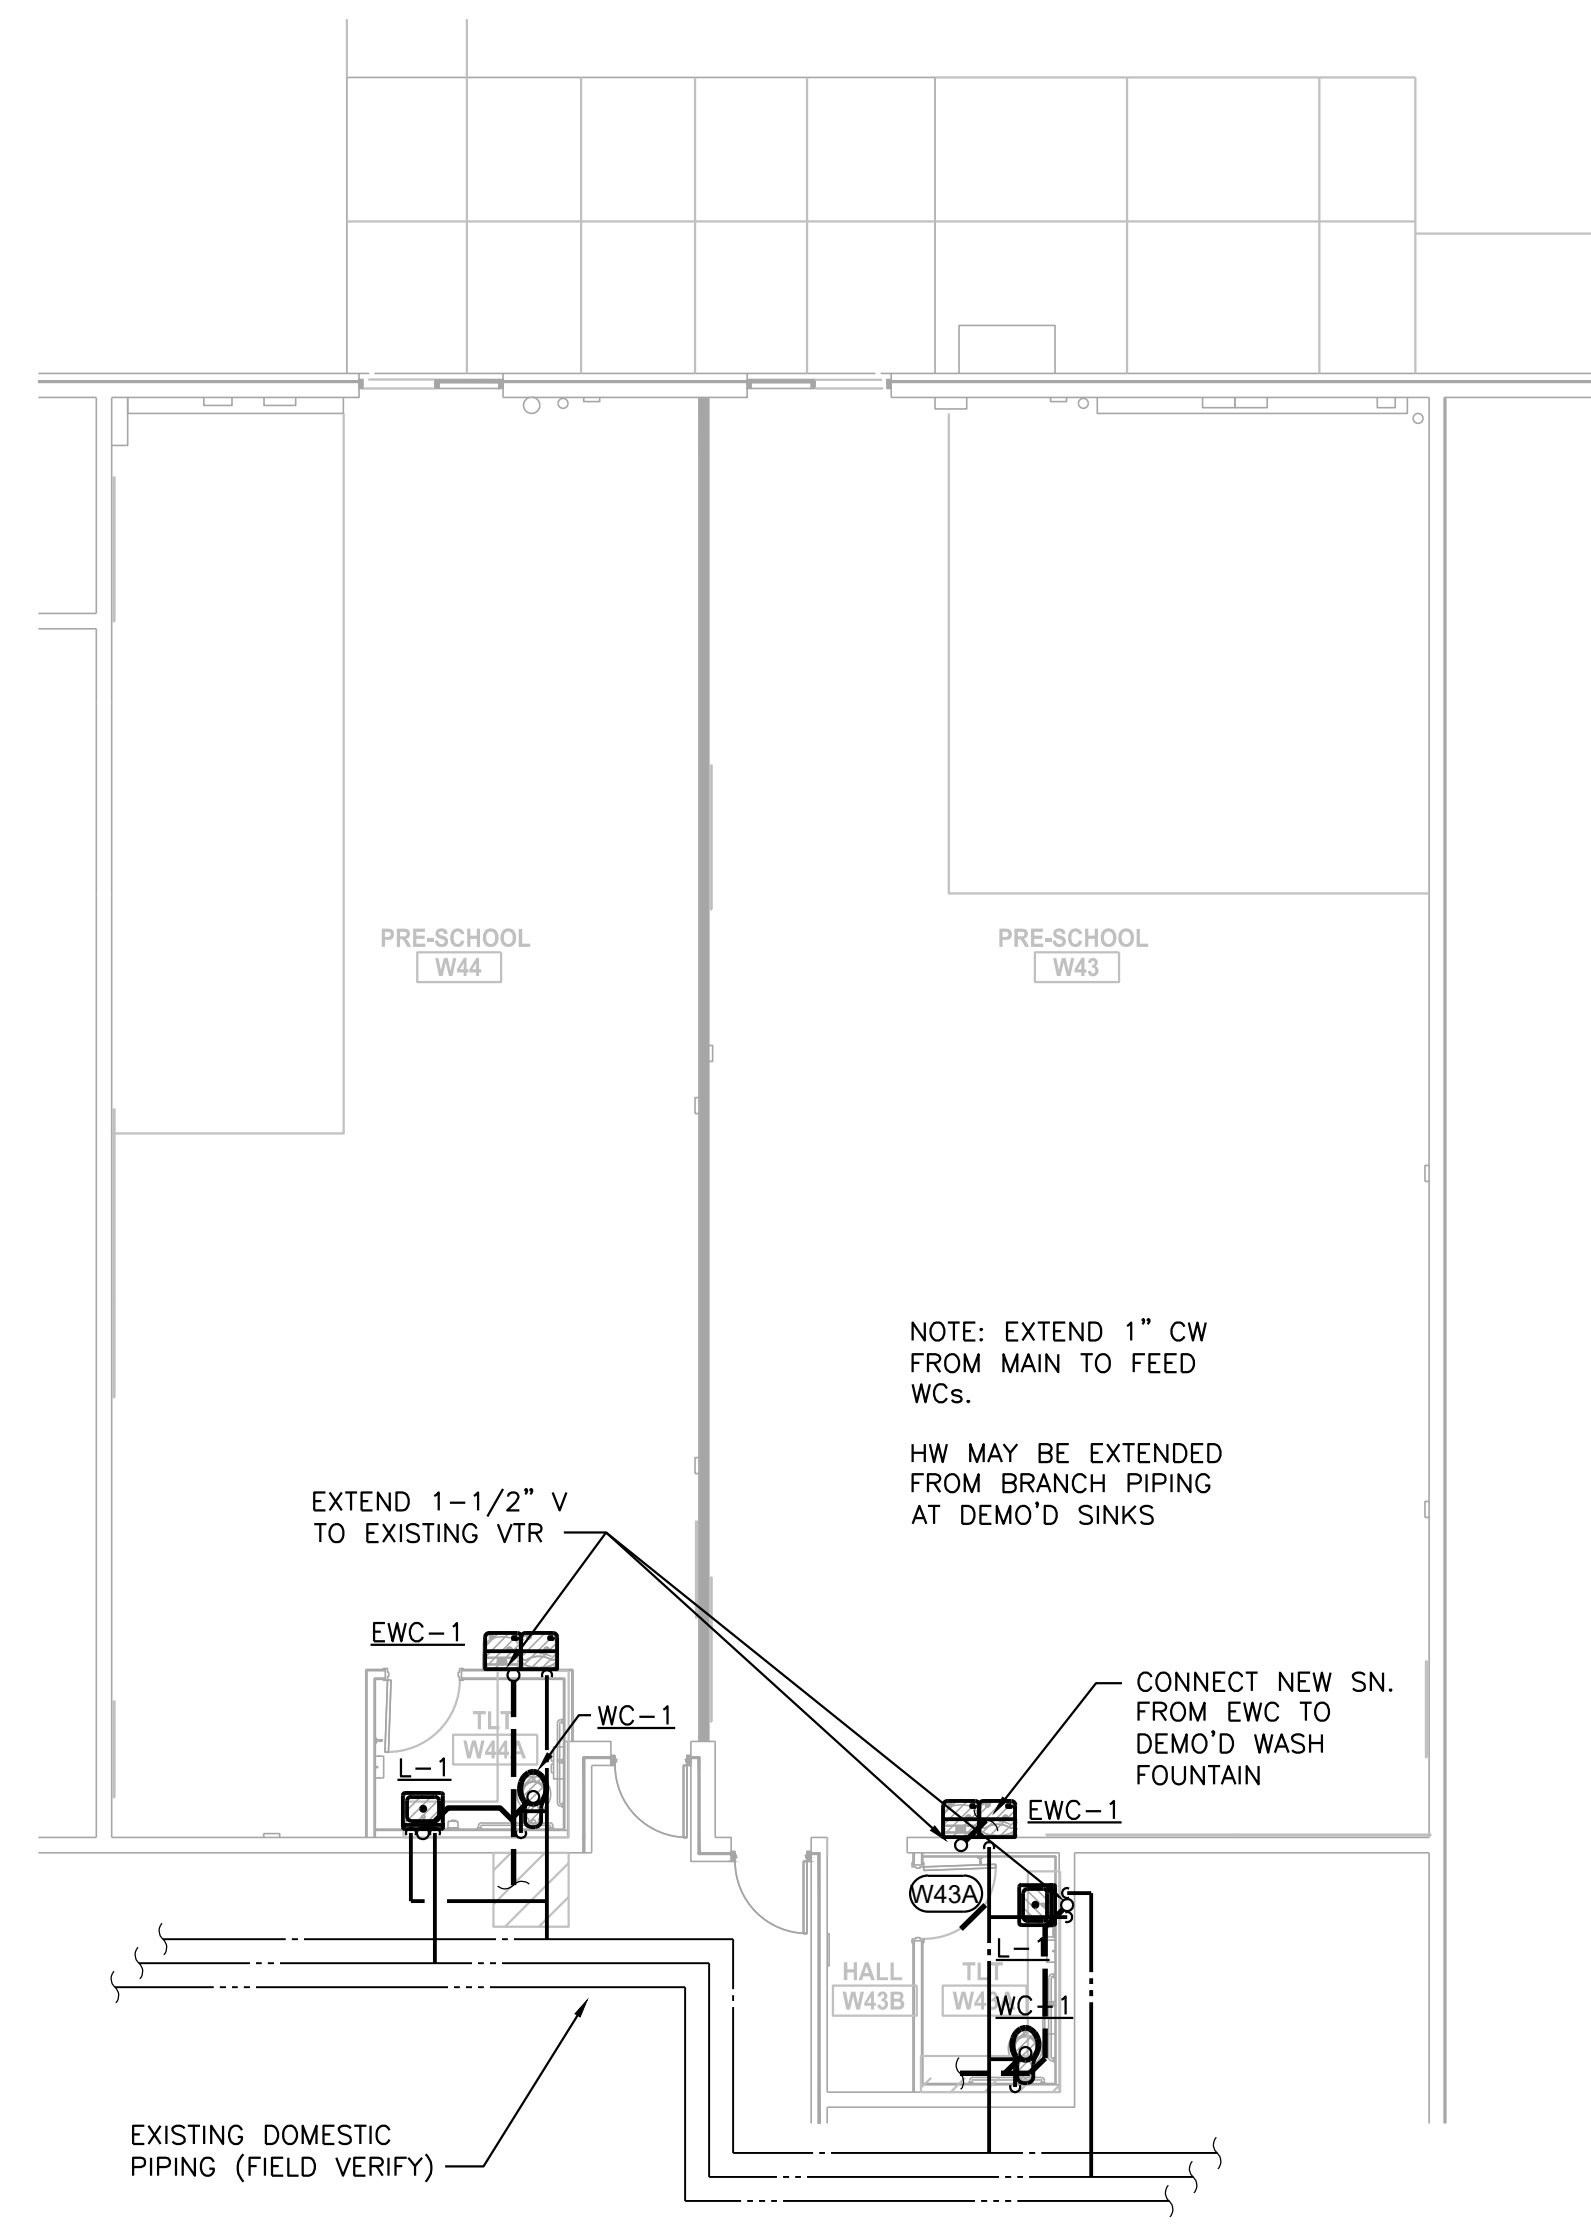 PRE-SCHOOL
W44
PRE-SCHOOL
W43
NOTE: EXTEND 1" CW
FROM MAIN TO FEED
WCs.
HW MAY BE EXTENDED
FROM BRANCH PIPING
AT DEMO'D SINKS
EXTEND 1-1/2" V
TO EXISTING VTR
EWC-1
CONNECT NEW SN.
FROM EWC TO
DEMO'D WASH
FOUNTAIN
TLT
W44A
WC-1
L-1
EWC-1
W43A
L-1
HALL
W43B
TLT
W43A
WC-1
EXISTING DOMESTIC
PIPING (FIELD VERIFY)